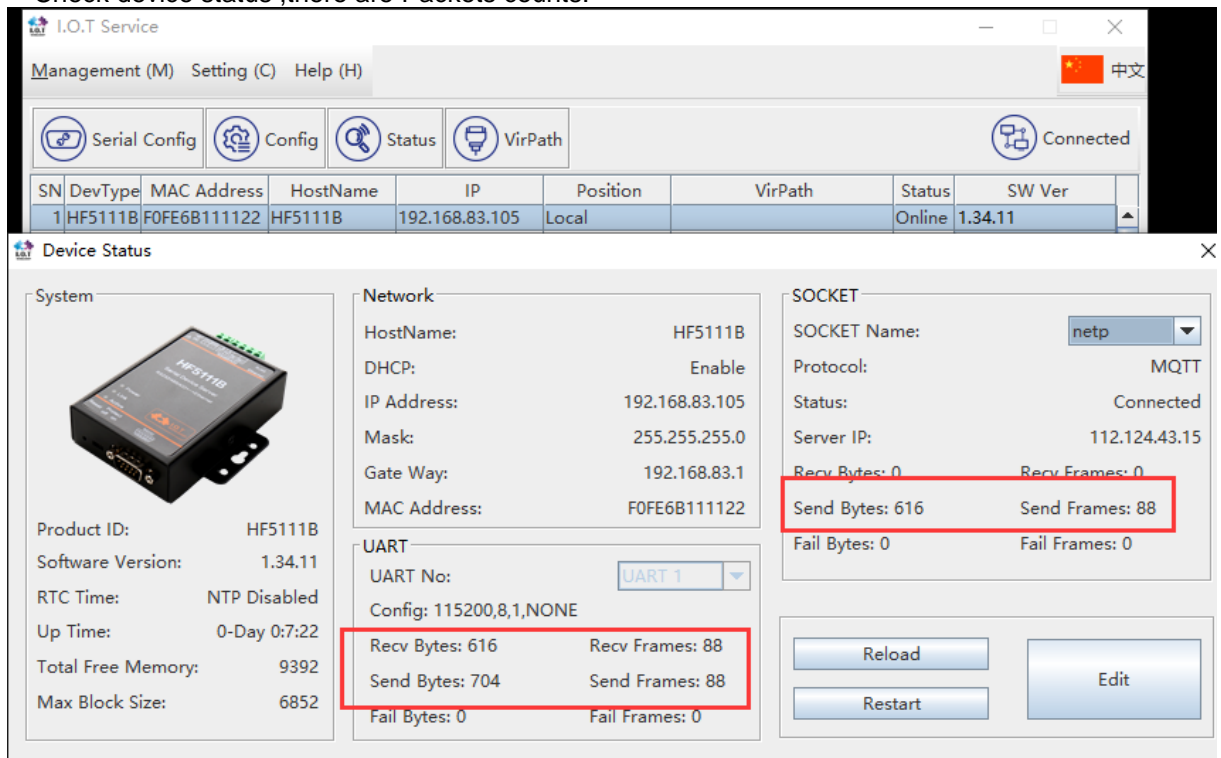 Check device status ,there are Packets counts.
I.O.T Service
Management (M) Setting (C) Help (H) 中文
Serial Config Config Status VirPath Connected
SN DevType MAC Address HostName IP Position VirPath Status SW Ver
1 HF5111B F0FE6B111122 HF5111B 192.168.83.105 Local Online 1.34.11
Device Status
System
HF5111B
Product ID: HF5111B
Software Version: 1.34.11
RTC Time: NTP Disabled
Up Time: 0-Day 0:7:22
Total Free Memory: 9392
Max Block Size: 6852
Network
HostName: HF5111B
DHCP: Enable
IP Address: 192.168.83.105
Mask: 255.255.255.0
Gate Way: 192.168.83.1
MAC Address: F0FE6B111122
UART
UART No: UART 1
Config: 115200,8,1,NONE
Recv Bytes: 616 Recv Frames: 88
Send Bytes: 704 Send Frames: 88
Fail Bytes: 0 Fail Frames: 0
SOCKET
SOCKET Name: netp
Protocol: MQTT
Status: Connected
Server IP: 112.124.43.15
Recv Bytes: 0 Recv Frames: 0
Send Bytes: 616 Send Frames: 88
Fail Bytes: 0 Fail Frames: 0
Reload
Edit
Restart